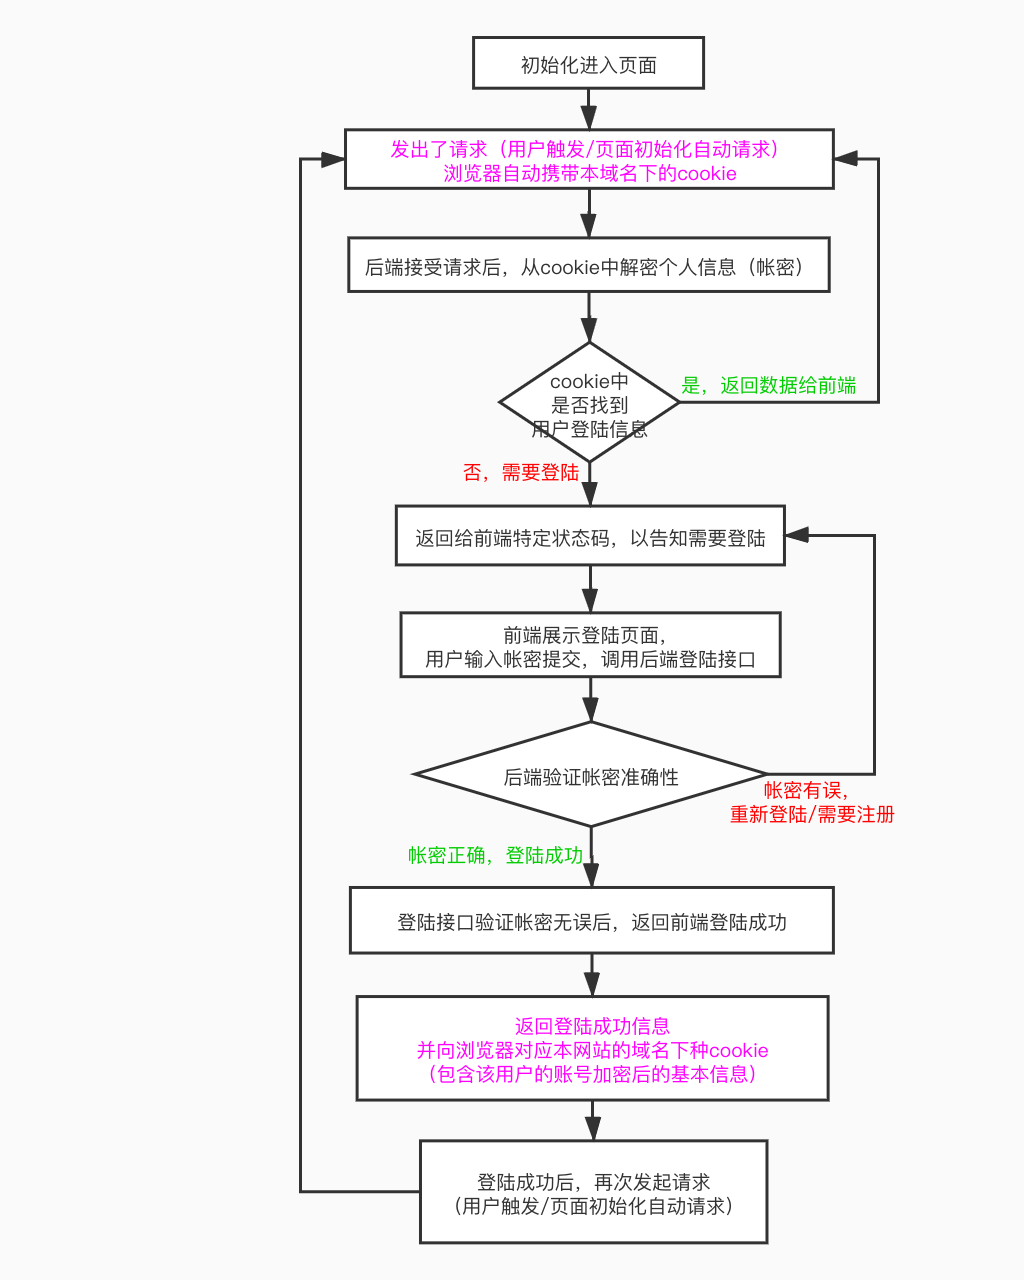 初始化进入页面
发出了请求（用户触发/页面初始化自动请求）
浏览器自动携带本域名下的cookie
后端接受请求后，从cookie中解密个人信息（帐密）
cookie中
是否找到
用户登陆信息
是，返回数据给前端
否，需要登陆
返回给前端特定状态码，以告知需要登陆
前端展示登陆页面，
用户输入帐密提交，调用后端登陆接口
后端验证帐密准确性
帐密有误，
重新登陆/需要注册
帐密正确，登陆成功
登陆接口验证帐密无误后，返回前端登陆成功
返回登陆成功信息
并向浏览器对应本网站的域名下种cookie
（包含该用户的账号加密后的基本信息）
登陆成功后，再次发起请求
（用户触发/页面初始化自动请求）